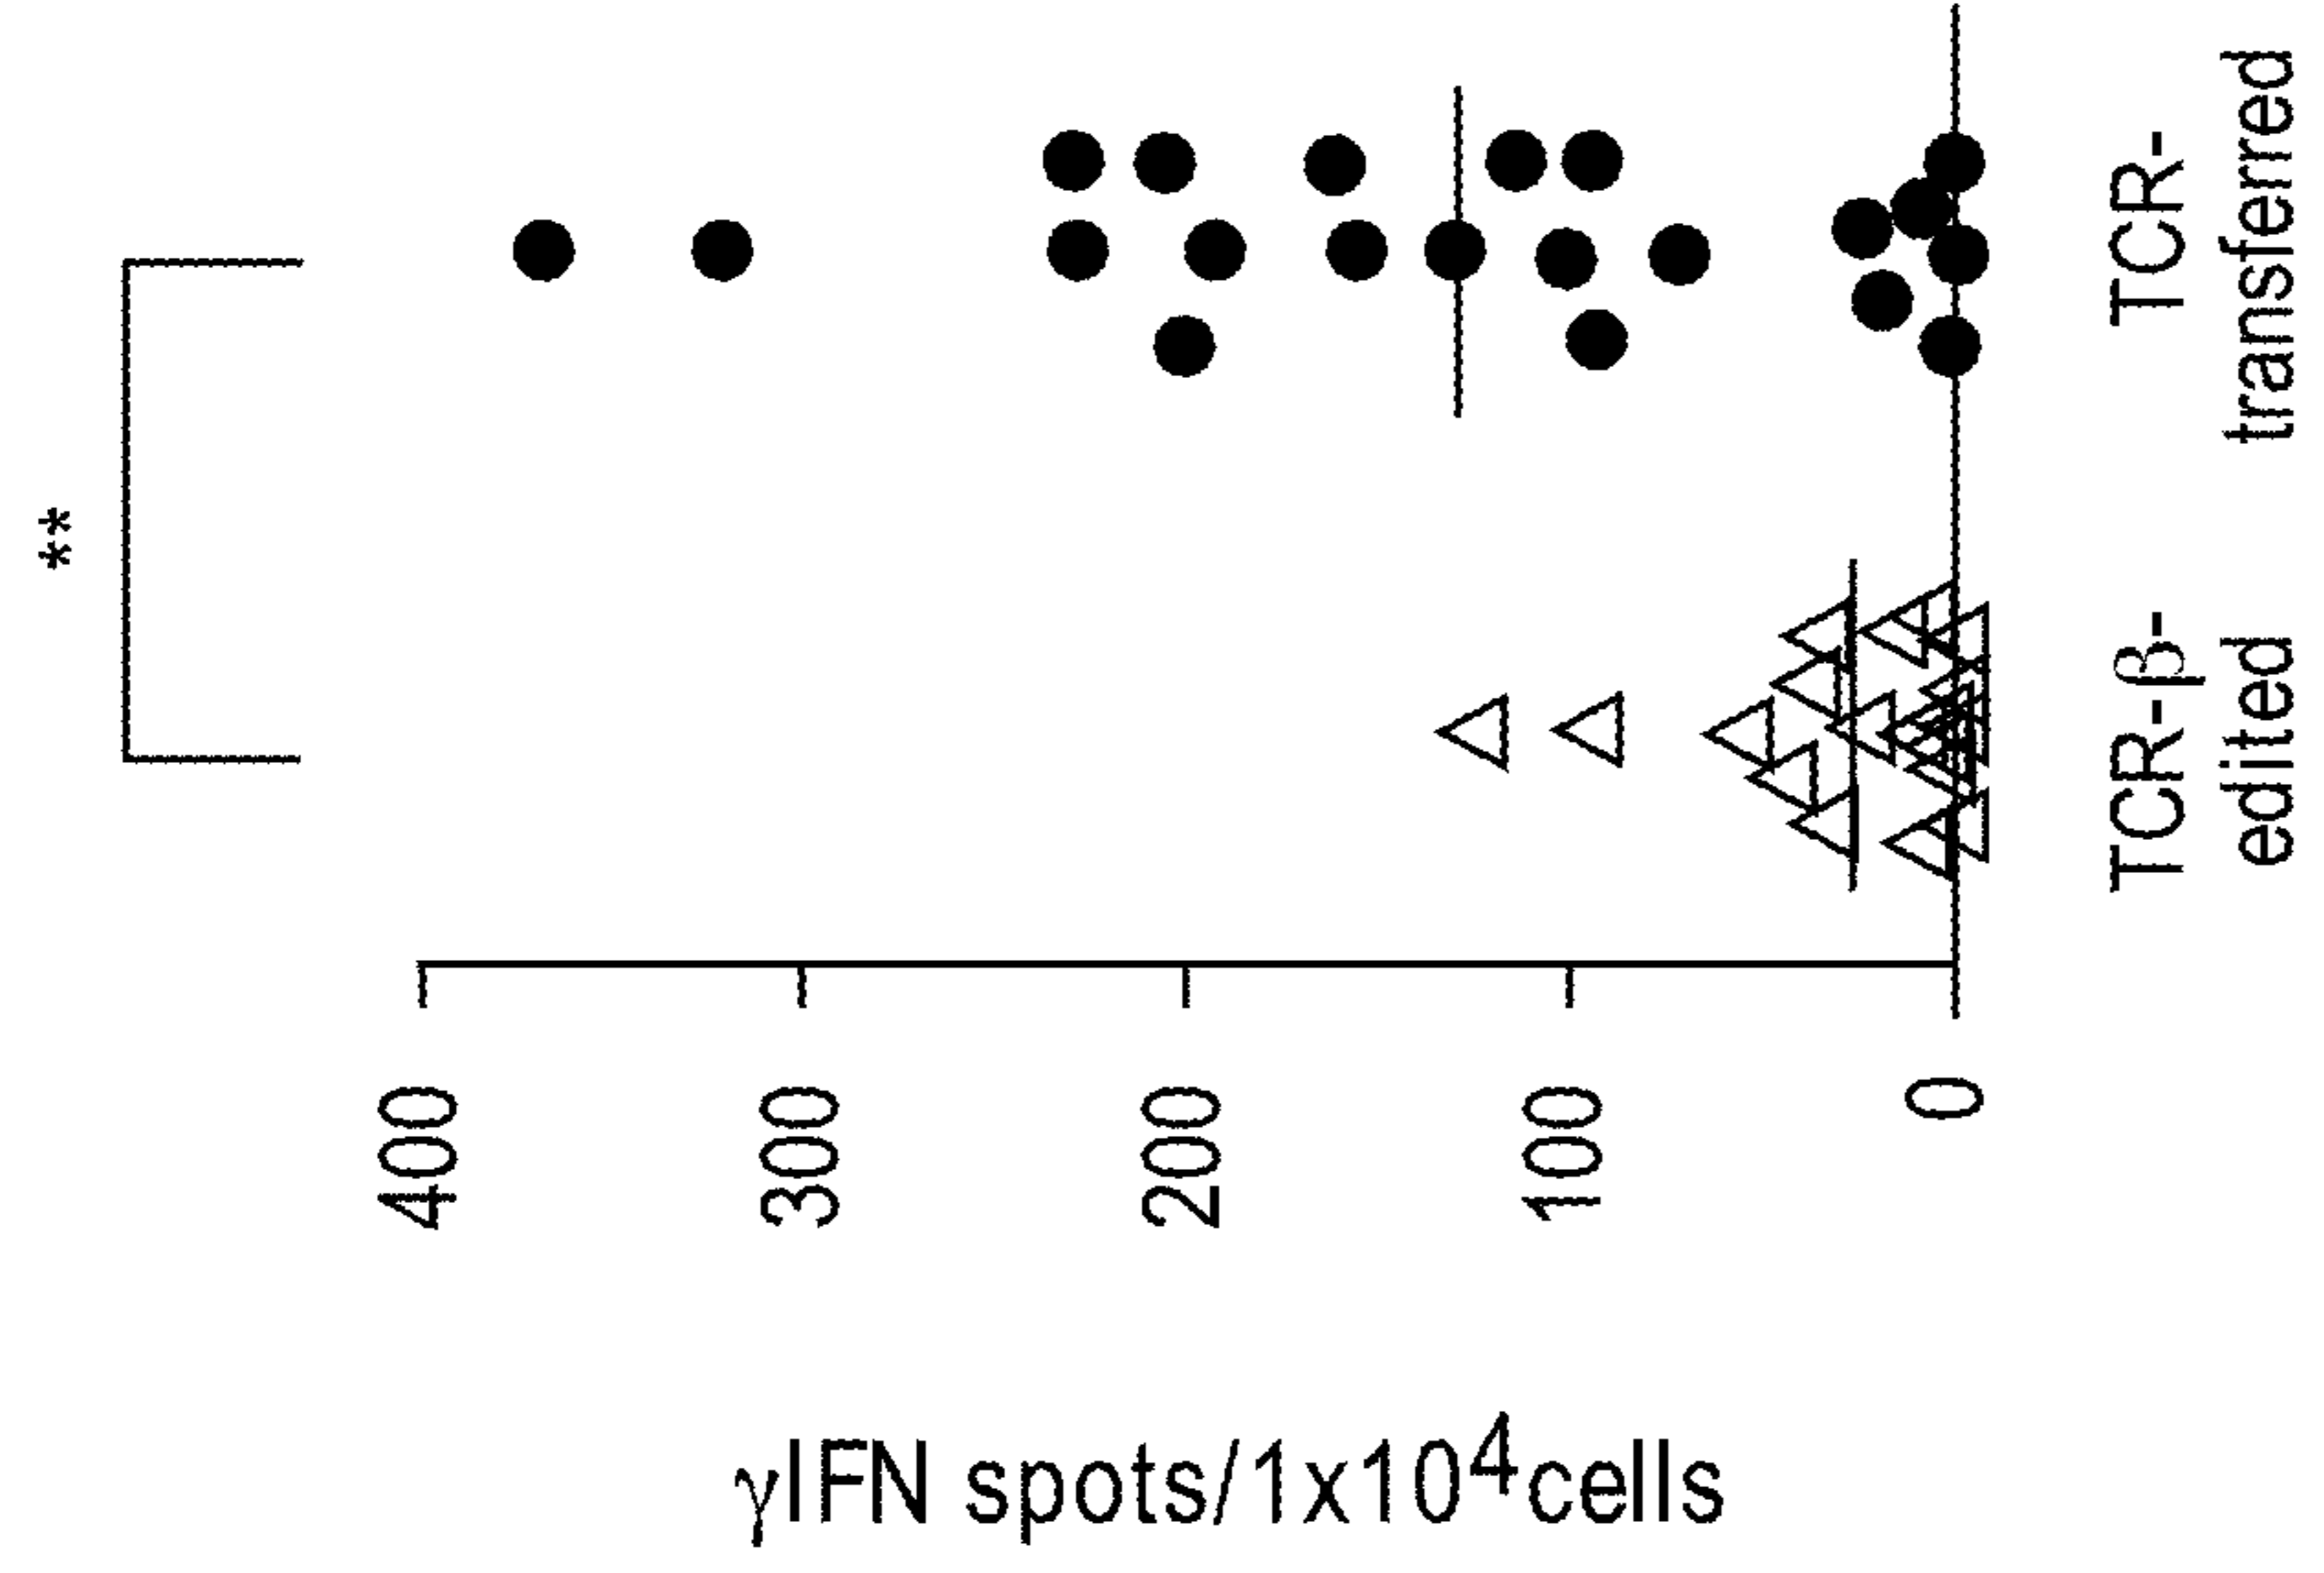 **
γIFN spots/1x10⁴cells
400
300
200
100
0
TCR-β-
edited
TCR-
transferred